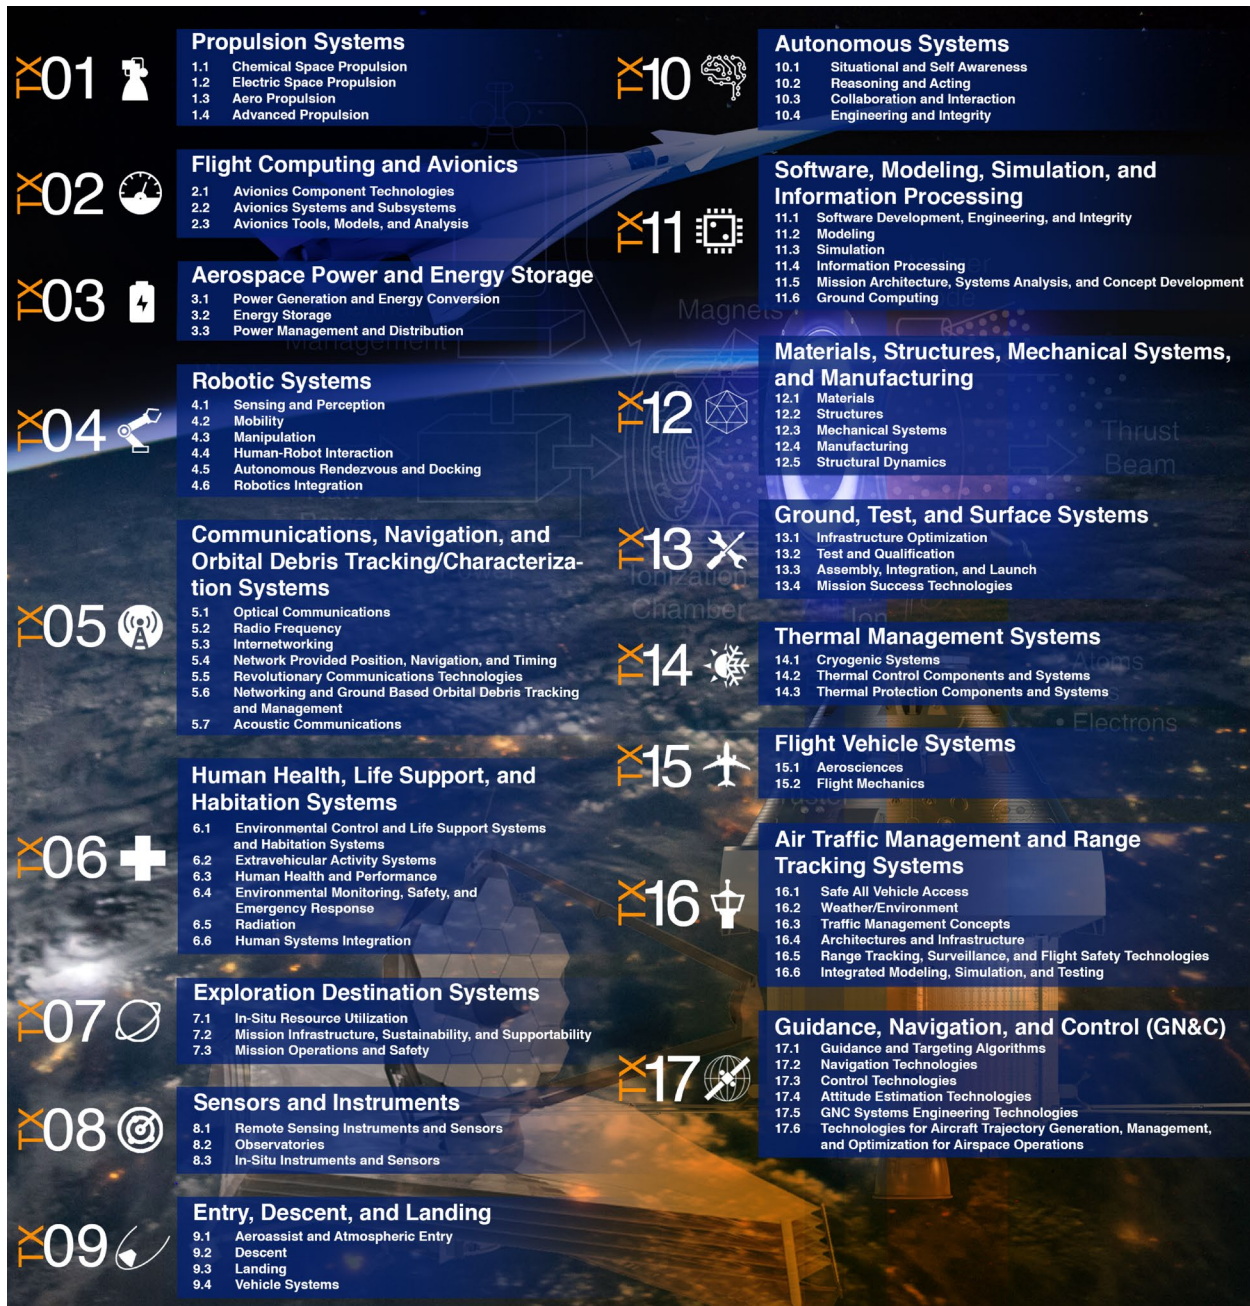 TX01
Propulsion Systems
1.1 Chemical Space Propulsion
1.2 Electric Space Propulsion
1.3 Aero Propulsion
1.4 Advanced Propulsion
TX02
Flight Computing and Avionics
2.1 Avionics Component Technologies
2.2 Avionics Systems and Subsystems
2.3 Avionics Tools, Models, and Analysis
TX03
Aerospace Power and Energy Storage
3.1 Power Generation and Energy Conversion
3.2 Energy Storage
3.3 Power Management and Distribution
Management
TX04
Robotic Systems
4.1 Sensing and Perception
4.2 Mobility
4.3 Manipulation
4.4 Human-Robot Interaction
4.5 Autonomous Rendezvous and Docking
4.6 Robotics Integration
TX05
Communications, Navigation, and
Orbital Debris Tracking/Characteriza-
tion Systems
5.1 Optical Communications
5.2 Radio Frequency
5.3 Internetworking
5.4 Network Provided Position, Navigation, and Timing
5.5 Revolutionary Communications Technologies
5.6 Networking and Ground Based Orbital Debris Tracking
and Management
5.7 Acoustic Communications
TX06
Human Health, Life Support, and
Habitation Systems
6.1 Environmental Control and Life Support Systems
and Habitation Systems
6.2 Extravehicular Activity Systems
6.3 Human Health and Performance
6.4 Environmental Monitoring, Safety, and
Emergency Response
6.5 Radiation
6.6 Human Systems Integration
TX07
Exploration Destination Systems
7.1 In-Situ Resource Utilization
7.2 Mission Infrastructure, Sustainability, and Supportability
7.3 Mission Operations and Safety
TX08
Sensors and Instruments
8.1 Remote Sensing Instruments and Sensors
8.2 Observatories
8.3 In-Situ Instruments and Sensors
TX09
Entry, Descent, and Landing
9.1 Aeroassist and Atmospheric Entry
9.2 Descent
9.3 Landing
9.4 Vehicle Systems
TX10
Autonomous Systems
10.1 Situational and Self Awareness
10.2 Reasoning and Acting
10.3 Collaboration and Interaction
10.4 Engineering and Integrity
TX11
Software, Modeling, Simulation, and
Information Processing
11.1 Software Development, Engineering, and Integrity
11.2 Modeling
11.3 Simulation
11.4 Information Processing
11.5 Mission Architecture, Systems Analysis, and Concept Development
11.6 Ground Computing
Magnets
TX12
Materials, Structures, Mechanical Systems,
and Manufacturing
12.1 Materials
12.2 Structures
12.3 Mechanical Systems
12.4 Manufacturing
12.5 Structural Dynamics
Thrust
Beam
TX13
Ground, Test, and Surface Systems
13.1 Infrastructure Optimization
13.2 Test and Qualification
13.3 Assembly, Integration, and Launch
13.4 Mission Success Technologies
Ionization
Chamber
Ion
TX14
Thermal Management Systems
14.1 Cryogenic Systems
14.2 Thermal Control Components and Systems
14.3 Thermal Protection Components and Systems
• Atoms
• Electrons
TX15
Flight Vehicle Systems
15.1 Aerosciences
15.2 Flight Mechanics
TX16
Air Traffic Management and Range
Tracking Systems
16.1 Safe All Vehicle Access
16.2 Weather/Environment
16.3 Traffic Management Concepts
16.4 Architectures and Infrastructure
16.5 Range Tracking, Surveillance, and Flight Safety Technologies
16.6 Integrated Modeling, Simulation, and Testing
TX17
Guidance, Navigation, and Control (GN&C)
17.1 Guidance and Targeting Algorithms
17.2 Navigation Technologies
17.3 Control Technologies
17.4 Attitude Estimation Technologies
17.5 GNC Systems Engineering Technologies
17.6 Technologies for Aircraft Trajectory Generation, Management,
and Optimization for Airspace Operations